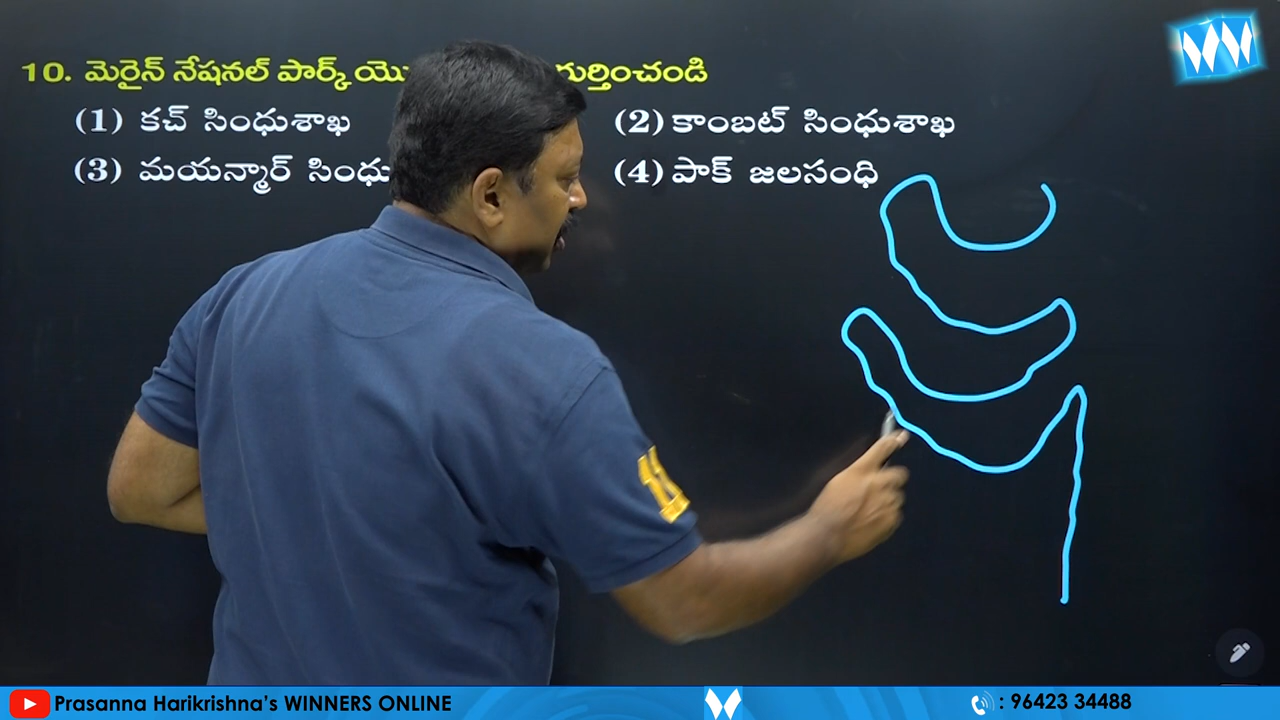 10. మెరైన్ నేషనల్ పార్క్
(1) కచ్ సింధుశాఖ (2) కాంబట్ సింధుశాఖ
(3) మయన్మార్ (4) పాక్ జలసంధి
Prasanna Harikrishna's WINNERS ONLINE : 96423 34488